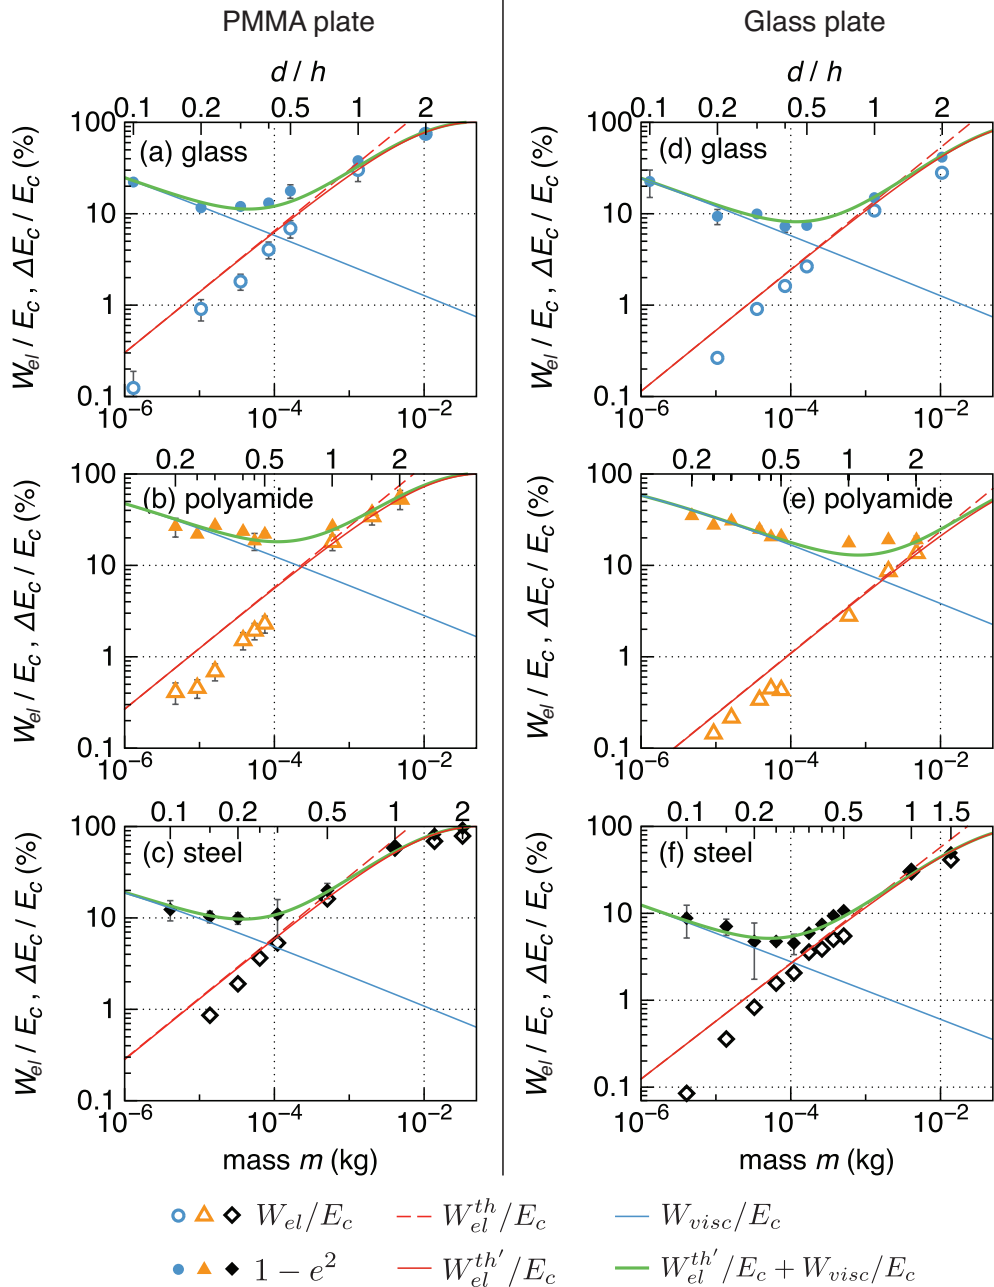 PMMA plate
Glass plate
d / h
d / h
0.1 0.2 0.5 1 2
0.1 0.2 0.5 1 2
W_el / E_c , ΔE_c / E_c (%)
100
10
1
0.1
(a) glass
10^-6 10^-4 10^-2
W_el / E_c , ΔE_c / E_c (%)
100
10
1
0.1
(d) glass
10^-6 10^-4 10^-2
0.2 0.5 1 2
0.2 0.5 1 2
W_el / E_c , ΔE_c / E_c (%)
100
10
1
0.1
(b) polyamide
10^-6 10^-4 10^-2
W_el / E_c , ΔE_c / E_c (%)
100
10
1
0.1
(e) polyamide
10^-6 10^-4 10^-2
0.1 0.2 0.5 1 2
0.1 0.2 0.5 1 1.5
W_el / E_c , ΔE_c / E_c (%)
100
10
1
0.1
(c) steel
10^-6 10^-4 10^-2
mass m (kg)
W_el / E_c , ΔE_c / E_c (%)
100
10
1
0.1
(f) steel
10^-6 10^-4 10^-2
mass m (kg)
W_el/E_c W_el^th/E_c W_visc/E_c
1 − e^2 W_el^th'/E_c W_el^th'/E_c + W_visc/E_c